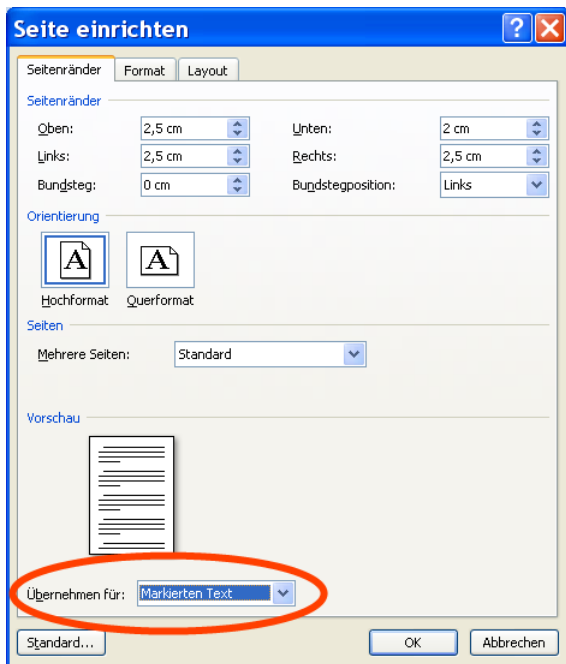 Seite einrichten
Seitenränder Format Layout
Seitenränder
Oben: 2,5 cm Unten: 2 cm
Links: 2,5 cm Rechts: 2,5 cm
Bundsteg: 0 cm Bundstegposition: Links
Orientierung
A A
Hochformat Querformat
Seiten
Mehrere Seiten: Standard
Vorschau
Übernehmen für: Markierten Text
Standard... OK Abbrechen